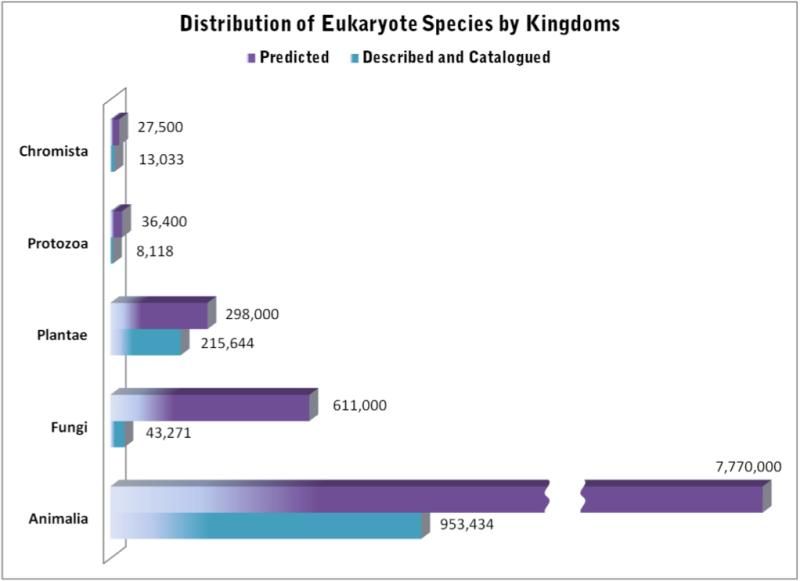 Distribution of Eukaryote Species by Kingdoms
Predicted Described and Catalogued
Chromista
27,500
13,033
Protozoa
36,400
8,118
Plantae
298,000
215,644
Fungi
611,000
43,271
Animalia
7,770,000
953,434